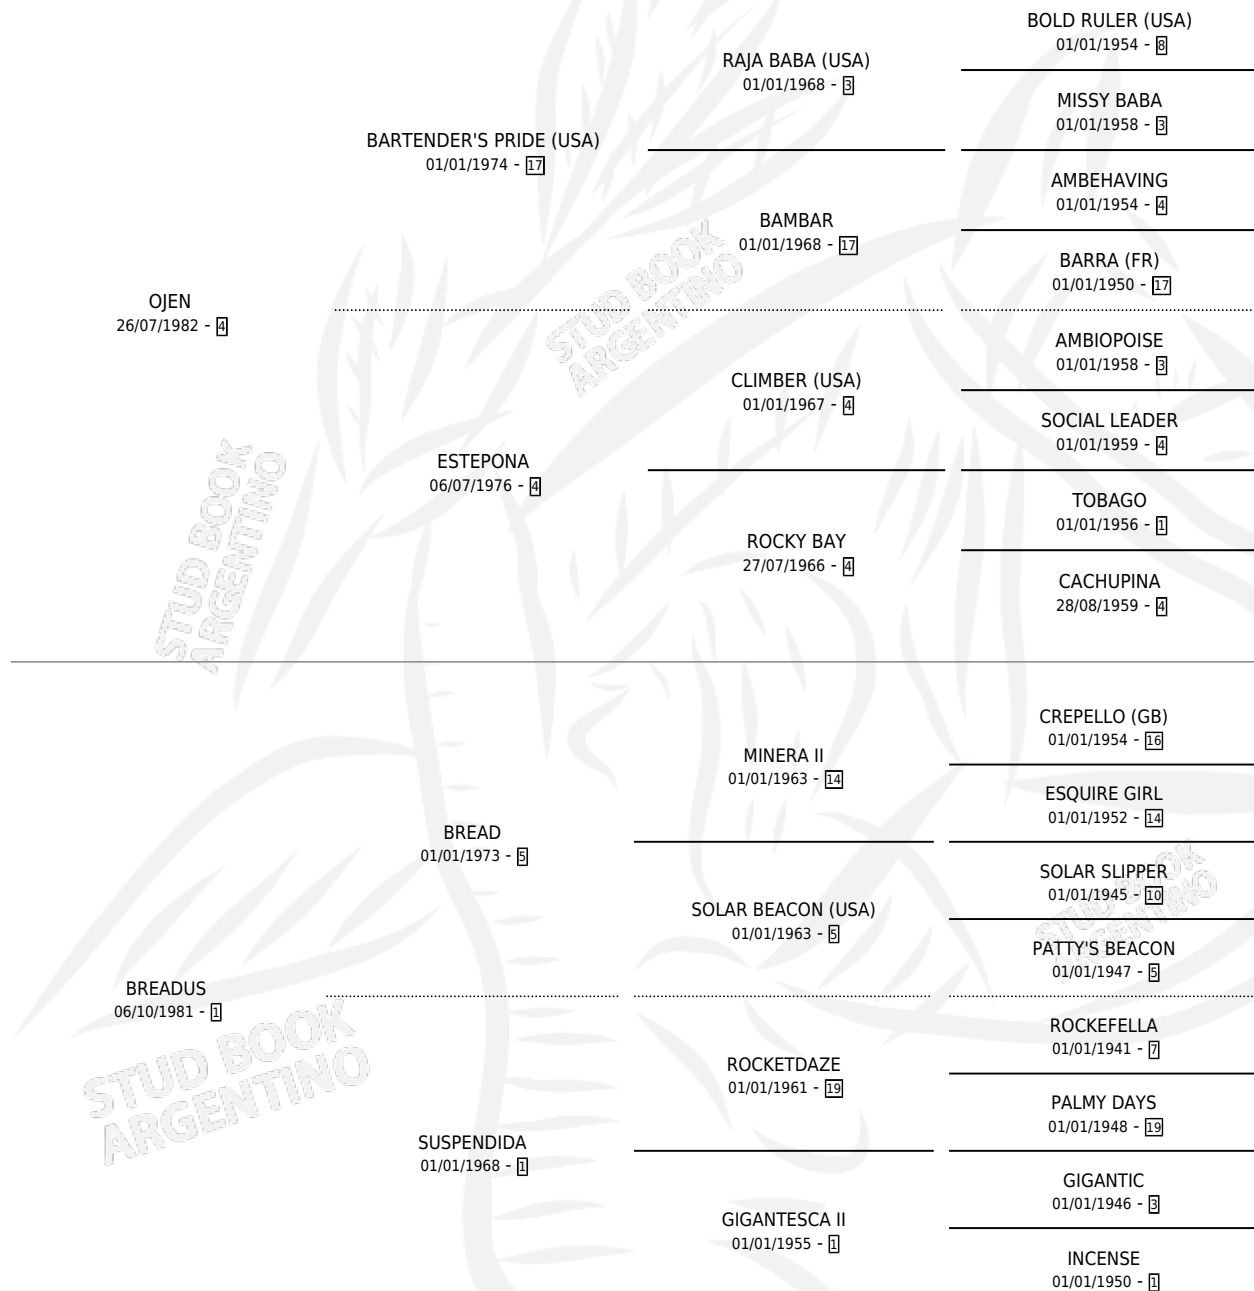 BOLD RULER (USA)
01/01/1954 - 8
RAJA BABA (USA)
01/01/1968 - 3
MISSY BABA
01/01/1958 - 3
BARTENDER'S PRIDE (USA)
01/01/1974 - 17
AMBEHAVING
01/01/1954 - 4
BAMBAR
01/01/1968 - 17
BARRA (FR)
01/01/1950 - 17
OJEN
26/07/1982 - 4
AMBIOPOISE
01/01/1958 - 3
CLIMBER (USA)
01/01/1967 - 4
SOCIAL LEADER
01/01/1959 - 4
ESTEPONA
06/07/1976 - 4
TOBAGO
01/01/1956 - 1
ROCKY BAY
27/07/1966 - 4
CACHUPINA
28/08/1959 - 4
STUD BOOK
ARGENTINO
STUD BOOK
ARGENTINO
CREPELLO (GB)
01/01/1954 - 16
MINERA II
01/01/1963 - 14
ESQUIRE GIRL
01/01/1952 - 14
BREAD
01/01/1973 - 5
SOLAR SLIPPER
01/01/1945 - 10
SOLAR BEACON (USA)
01/01/1963 - 5
PATTY'S BEACON
01/01/1947 - 5
BREADUS
06/10/1981 - 1
ROCKEFELLA
01/01/1941 - 7
ROCKETDAZE
01/01/1961 - 19
PALMY DAYS
01/01/1948 - 19
SUSPENDIDA
01/01/1968 - 1
GIGANTIC
01/01/1946 - 3
GIGANTESCA II
01/01/1955 - 1
INCENSE
01/01/1950 - 1
STUD BOOK
ARGENTINO
STUD BOOK
ARGENTINO